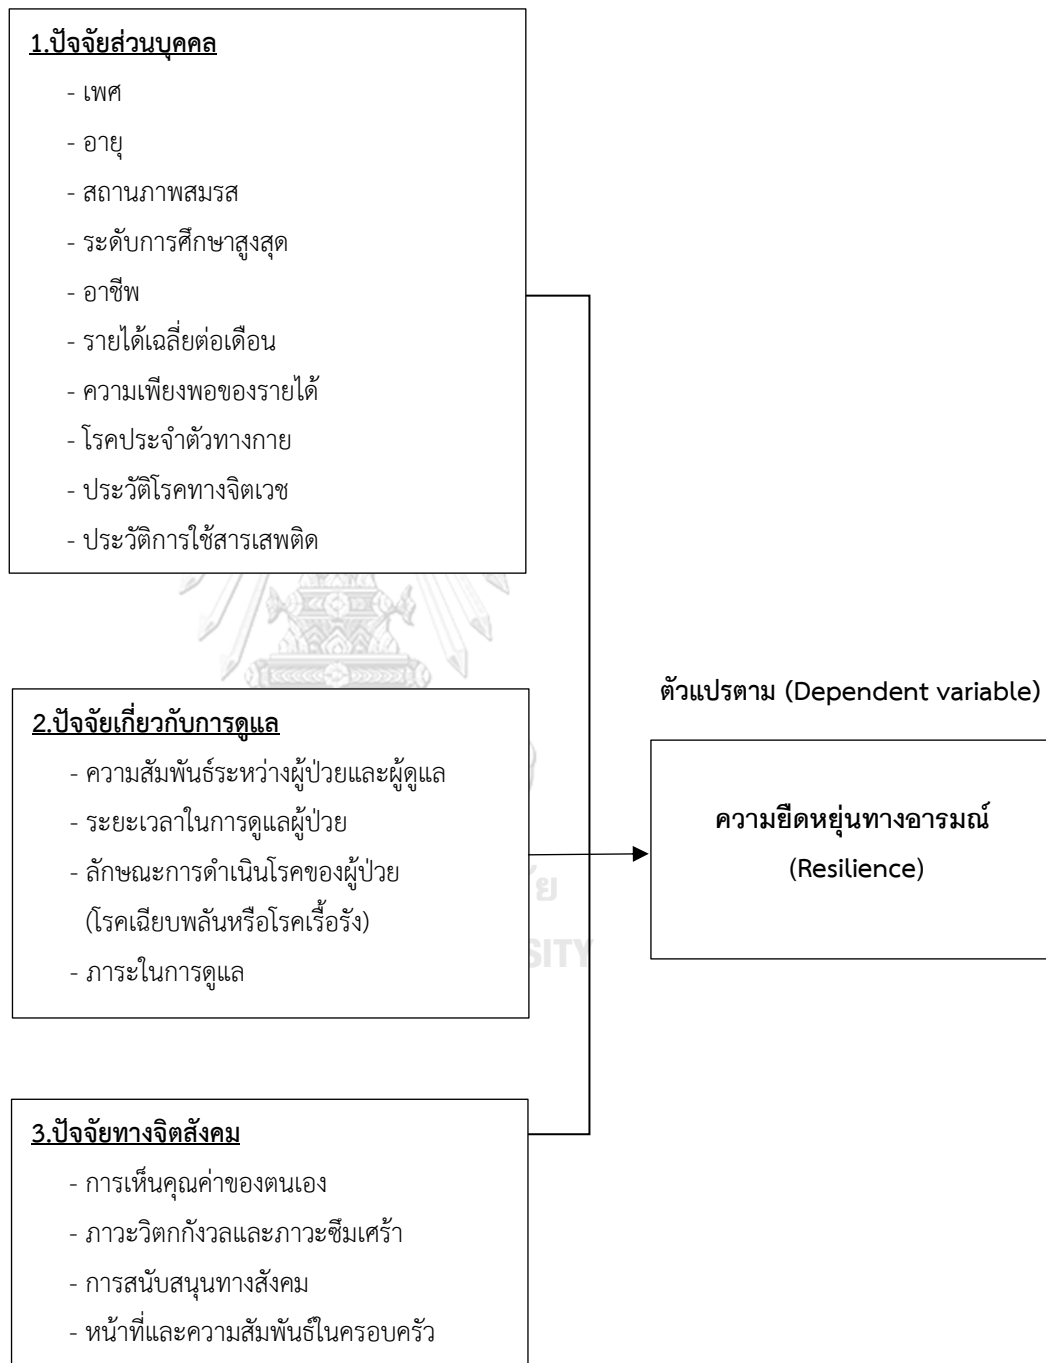 1.ปัจจัยส่วนบุคคล
- เพศ
- อายุ
- สถานภาพสมรส
- ระดับการศึกษาสูงสุด
- อาชีพ
- รายได้เฉลี่ยต่อเดือน
- ความเพียงพอของรายได้
- โรคประจำตัวทางกาย
- ประวัติโรคทางจิตเวช
- ประวัติการใช้สารเสพติด
2.ปัจจัยเกี่ยวกับการดูแล
- ความสัมพันธ์ระหว่างผู้ป่วยและผู้ดูแล
- ระยะเวลาในการดูแลผู้ป่วย
- ลักษณะการดำเนินโรคของผู้ป่วย
(โรคเฉียบพลันหรือโรคเรื้อรัง)
- ภาระในการดูแล
3.ปัจจัยทางจิตสังคม
- การเห็นคุณค่าของตนเอง
- ภาวะวิตกกังวลและภาวะซึมเศร้า
- การสนับสนุนทางสังคม
- หน้าที่และความสัมพันธ์ในครอบครัว
ตัวแปรตาม (Dependent variable)
ความยืดหยุ่นทางอารมณ์
(Resilience)